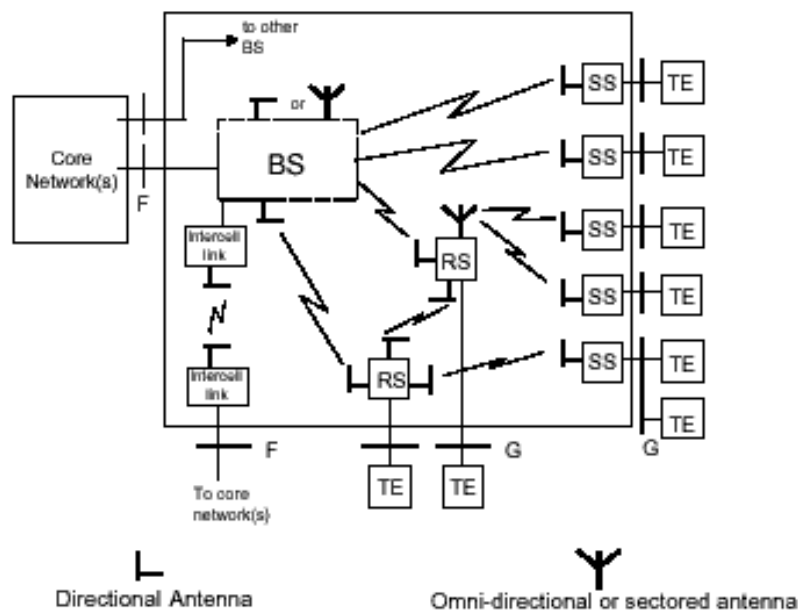 to other
BS
or
Core
Network(s)
BS
F
Intercell
link
RS
SS
TE
SS
TE
SS
TE
SS
TE
SS
TE
TE
G
Intercell
link
RS
F
G
To core
network(s)
TE
TE
Directional Antenna
Omni-directional or sectored antenna